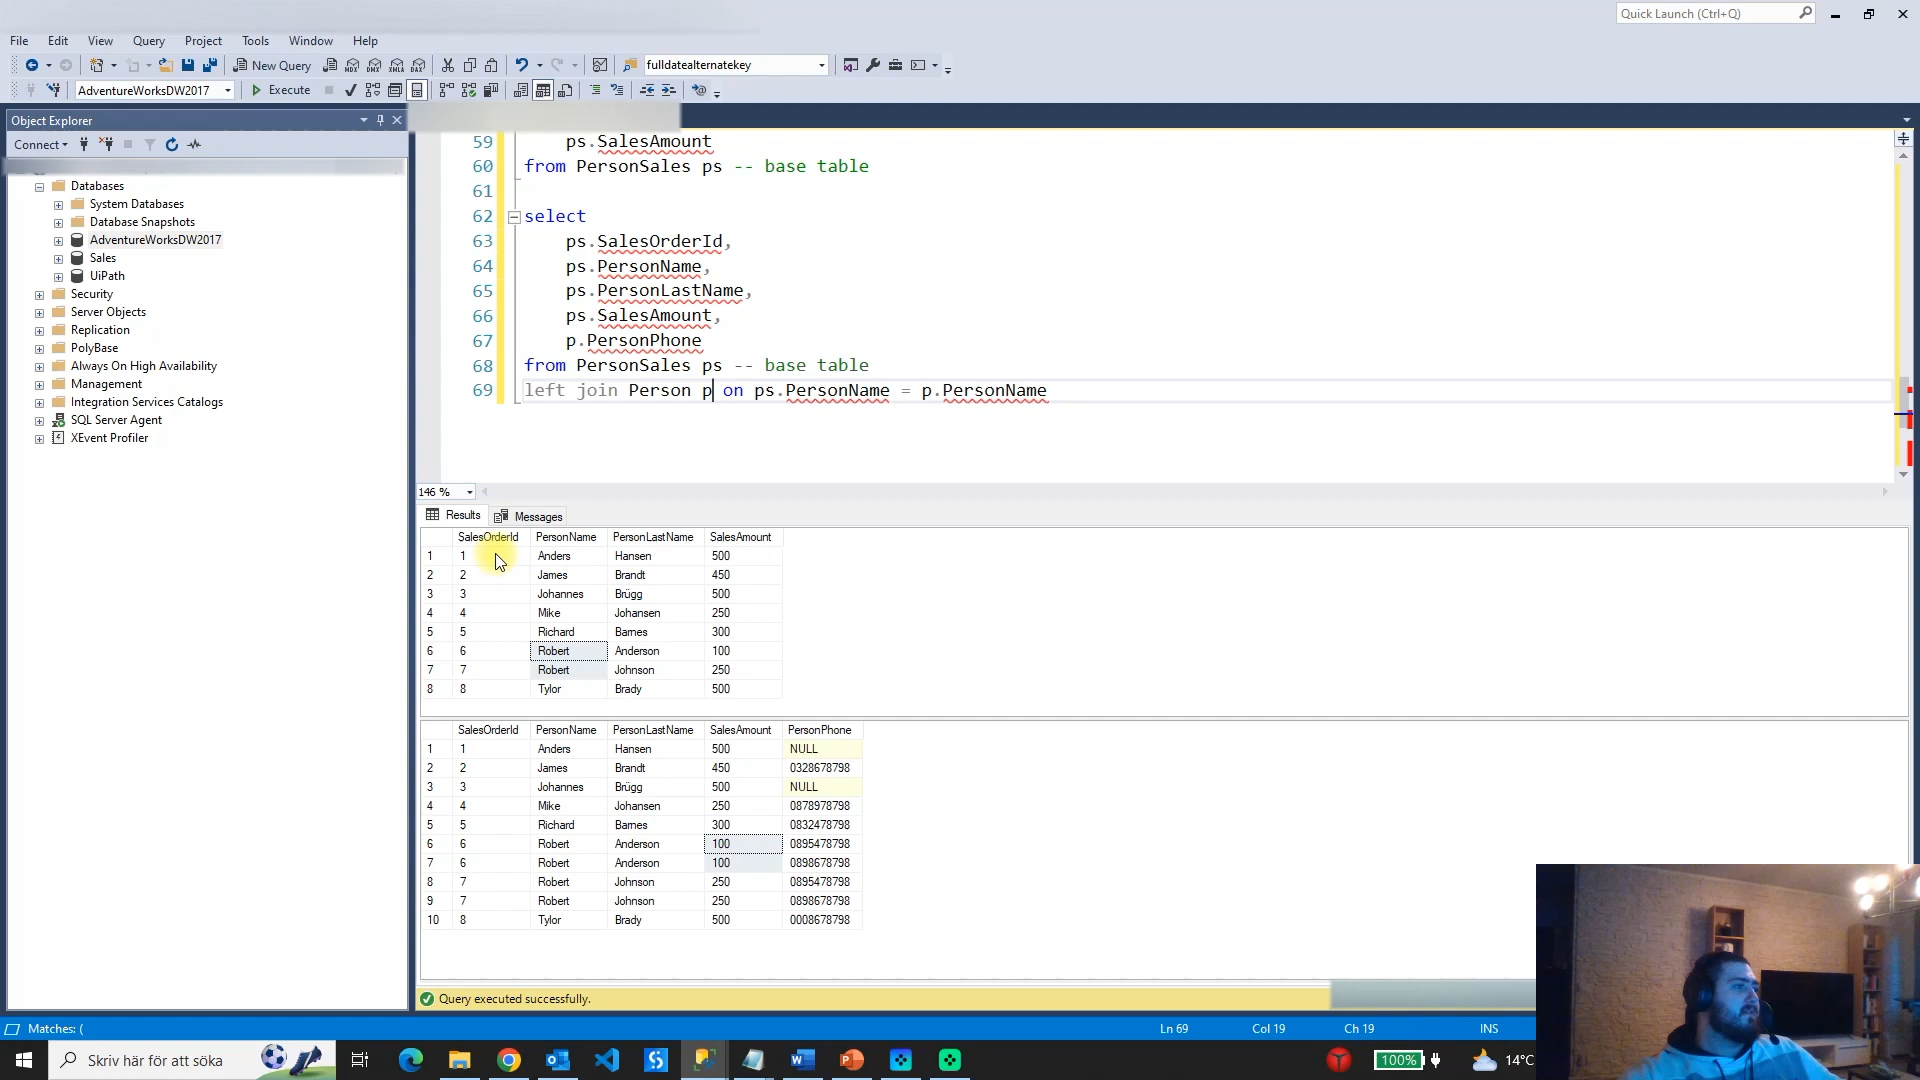 Quick Launch (Ctrl+Q)
File Edit View Query Project Tools Window Help
New Query MDX DMX XMLA DAX fulldatealternatekey
AdventureWorksDW2017 Execute
Object Explorer
Connect
Databases
System Databases
Database Snapshots
AdventureWorksDW2017
Sales
UiPath
Security
Server Objects
Replication
PolyBase
Always On High Availability
Management
Integration Services Catalogs
SQL Server Agent
XEvent Profiler
59 ps.SalesAmount
60 from PersonSales ps -- base table
61
62 select
63 ps.SalesOrderId,
64 ps.PersonName,
65 ps.PersonLastName,
66 ps.SalesAmount,
67 p.PersonPhone
68 from PersonSales ps -- base table
69 left join Person p on ps.PersonName = p.PersonName
146 %
Results Messages
SalesOrderId PersonName PersonLastName SalesAmount
1 1 Anders Hansen 500
2 2 James Brandt 450
3 3 Johannes Brügg 500
4 4 Mike Johansen 250
5 5 Richard Barnes 300
6 6 Robert Anderson 100
7 7 Robert Johnson 250
8 8 Tylor Brady 500
SalesOrderId PersonName PersonLastName SalesAmount PersonPhone
1 1 Anders Hansen 500 NULL
2 2 James Brandt 450 0328678798
3 3 Johannes Brügg 500 NULL
4 4 Mike Johansen 250 0878978798
5 5 Richard Barnes 300 0832478798
6 6 Robert Anderson 100 0895478798
7 6 Robert Anderson 100 0898678798
8 7 Robert Johnson 250 0895478798
9 7 Robert Johnson 250 0898678798
10 8 Tylor Brady 500 0008678798
Query executed successfully.
Matches: ( Ln 69 Col 19 Ch 19 INS
Skriv här för att söka 100% 14°C